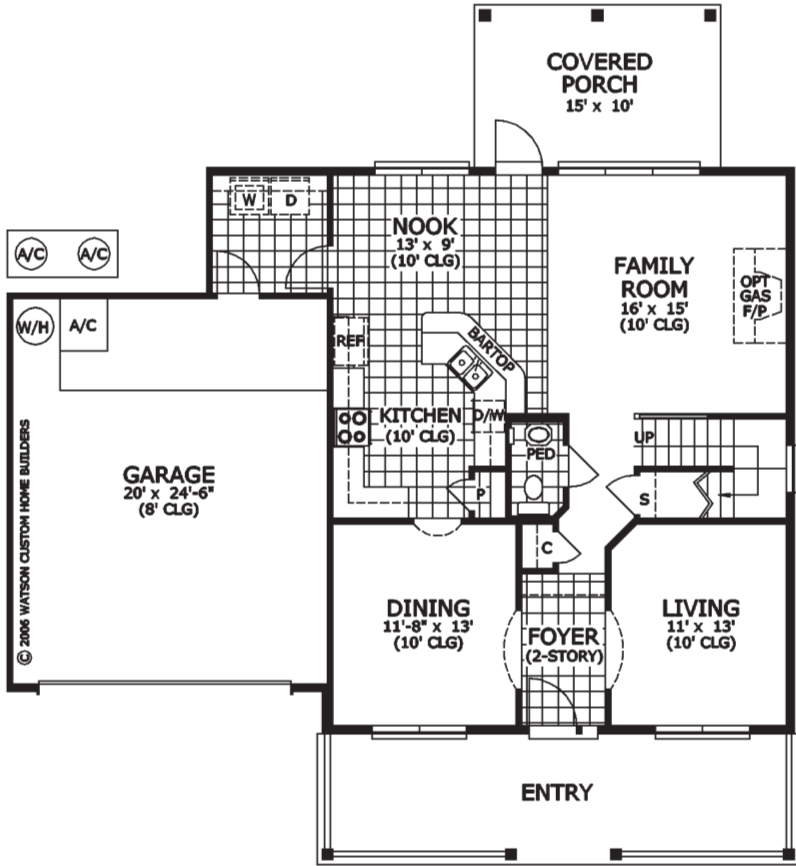 COVERED
PORCH
15' x 10'
W
D
A/C
A/C
NOOK
13' x 9'
(10' CLG)
FAMILY
ROOM
16' x 15'
(10' CLG)
OPT
GAS
F/P
W/H
A/C
REF
BARTOP
KITCHEN
(10' CLG)
D/W
PED
UP
GARAGE
20' x 24'-6"
(8' CLG)
P
S
C
© 2006 WATSON CUSTOM HOME BUILDERS
DINING
11'-8" x 13'
(10' CLG)
FOYER
(2-STORY)
LIVING
11' x 13'
(10' CLG)
ENTRY